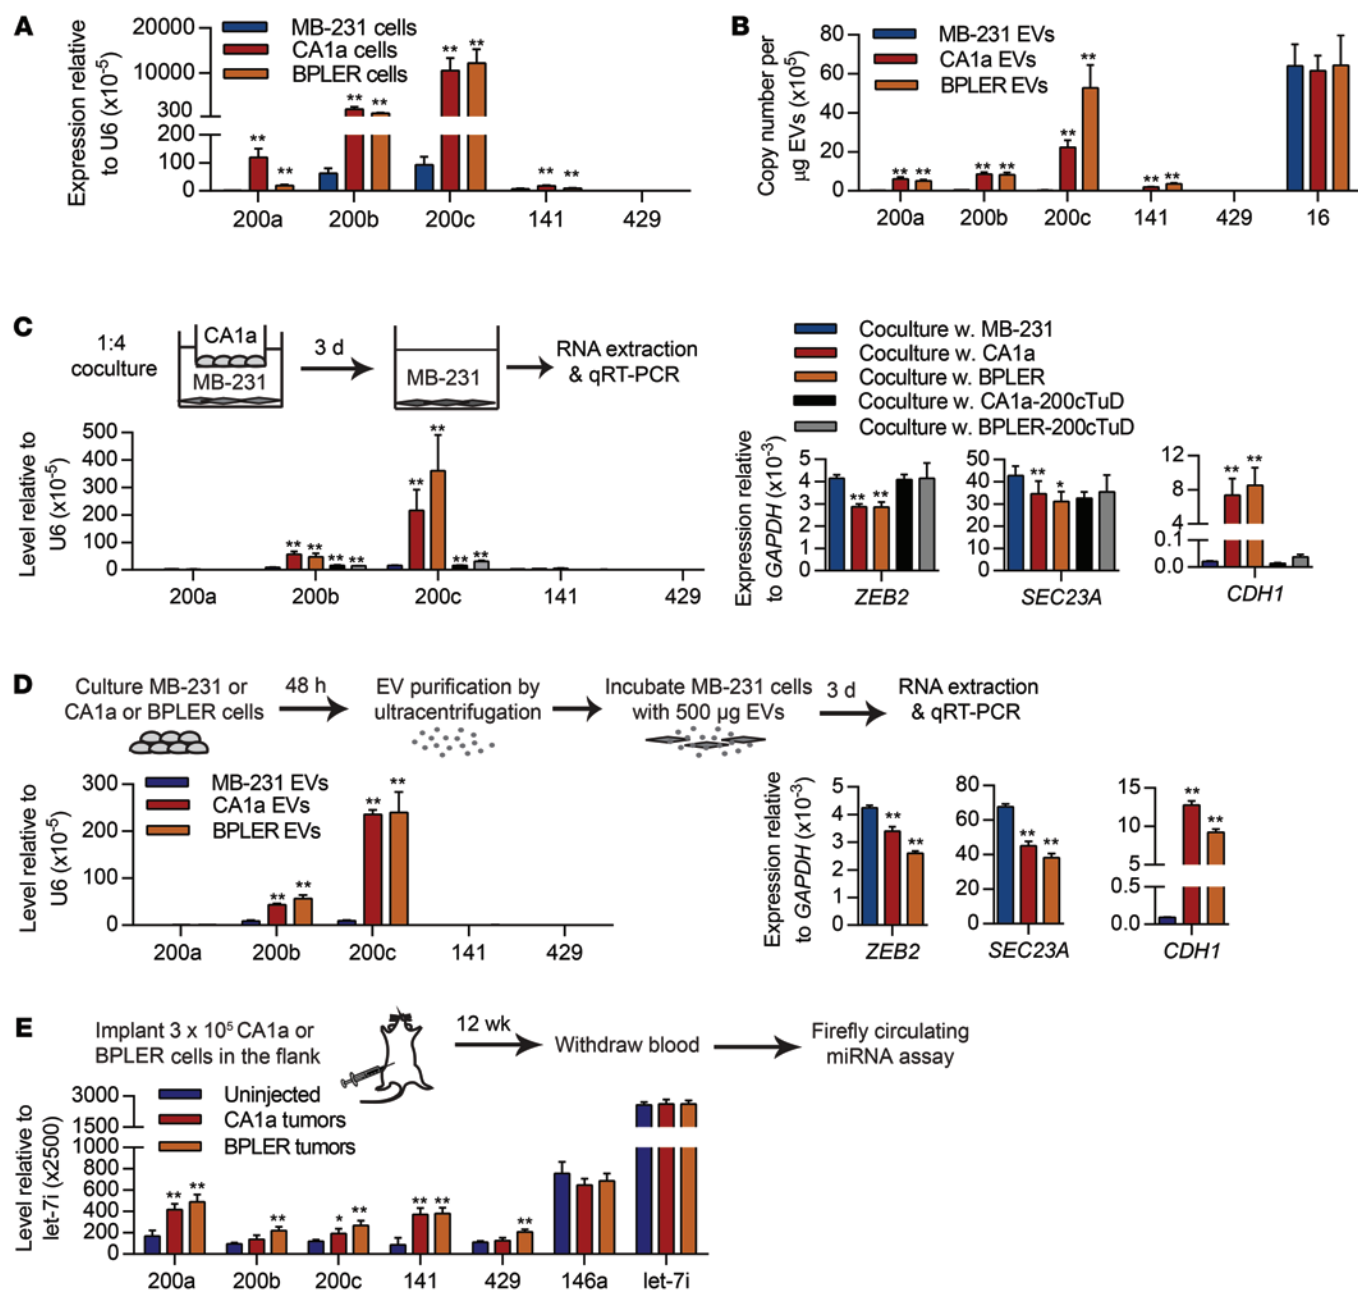 A
Expression relative
to U6 (x10-5)
20000
10000
300
200
100
0
MB-231 cells
CA1a cells
BPLER cells
** ** ** ** ** ** ** **
200a 200b 200c 141 429
B
Copy number per
µg EVs (x10⁵)
80
60
40
20
0
MB-231 EVs
CA1a EVs
BPLER EVs
** ** ** ** ** ** ** **
200a 200b 200c 141 429 16
C
1:4
coculture
CA1a
MB-231
3 d
MB-231
RNA extraction
& qRT-PCR
Level relative to
U6 (x10-5)
500
400
300
200
100
0
** ** ** ** ** ** ** **
200a 200b 200c 141 429
Coculture w. MB-231
Coculture w. CA1a
Coculture w. BPLER
Coculture w. CA1a-200cTuD
Coculture w. BPLER-200cTuD
Expression relative
to GAPDH (x10-3)
5
4
3
2
1
0
** **
ZEB2
50
40
30
20
10
0
** *
SEC23A
12
8
4
0.1
0.0
** **
CDH1
D
Culture MB-231 or
CA1a or BPLER cells
48 h
EV purification by
ultracentrifugation
Incubate MB-231 cells
with 500 µg EVs
3 d
RNA extraction
& qRT-PCR
Level relative to
U6 (x10-5)
300
200
100
0
MB-231 EVs
CA1a EVs
BPLER EVs
** ** ** **
200a 200b 200c 141 429
Expression relative
to GAPDH (x10-3)
5
4
3
2
1
0
** **
ZEB2
80
60
40
20
0
** **
SEC23A
15
10
5
0.5
0.0
** **
CDH1
E
Implant 3 x 10⁵ CA1a or
BPLER cells in the flank
12 wk
Withdraw blood
Firefly circulating
miRNA assay
Level relative to
let-7i (x2500)
3000
1500
1000
800
600
400
200
0
Uninjected
CA1a tumors
BPLER tumors
** ** ** * ** ** ** **
200a 200b 200c 141 429 146a let-7i